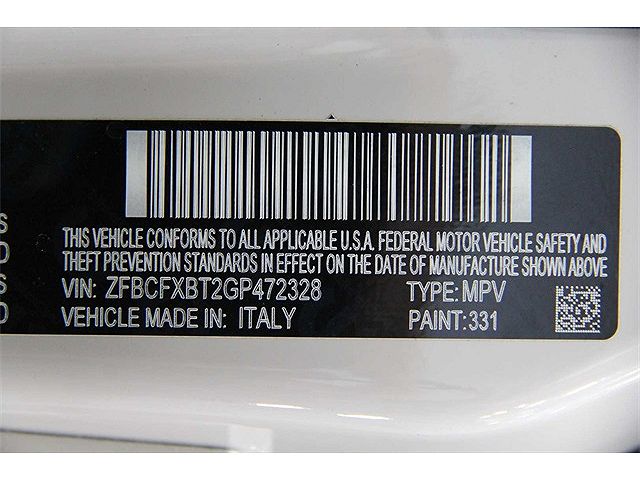 S
D
S
D
THIS VEHICLE CONFORMS TO ALL APPLICABLE U.S.A. FEDERAL MOTOR VEHICLE SAFETY AND
THEFT PREVENTION STANDARDS IN EFFECT ON THE DATE OF MANUFACTURE SHOWN ABOVE
VIN: ZFBCFXBT2GP472328 TYPE: MPV
VEHICLE MADE IN: ITALY PAINT: 331